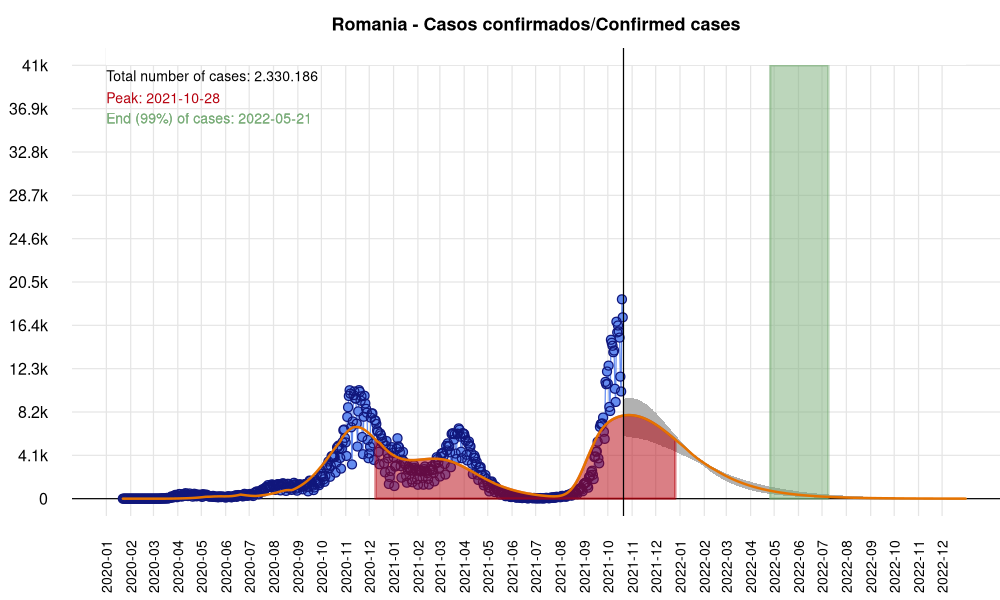 Romania - Casos confirmados/Confirmed cases
Total number of cases: 2.330.186
Peak: 2021-10-28
End (99%) of cases: 2022-05-21
41k
36.9k
32.8k
28.7k
24.6k
20.5k
16.4k
12.3k
8.2k
4.1k
0
2020-01
2020-02
2020-03
2020-04
2020-05
2020-06
2020-07
2020-08
2020-09
2020-10
2020-11
2020-12
2021-01
2021-02
2021-03
2021-04
2021-05
2021-06
2021-07
2021-08
2021-09
2021-10
2021-11
2021-12
2022-01
2022-02
2022-03
2022-04
2022-05
2022-06
2022-07
2022-08
2022-09
2022-10
2022-11
2022-12